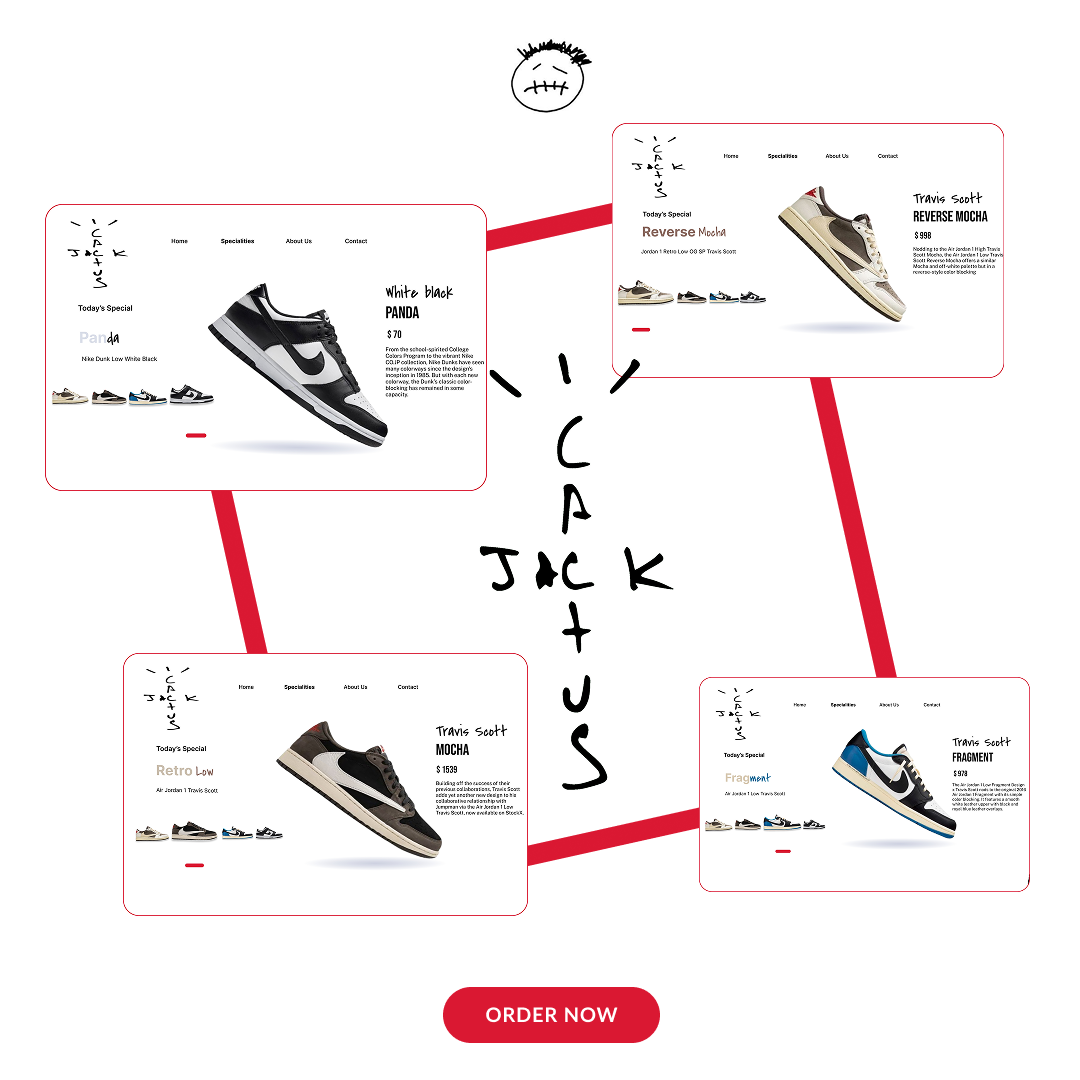 Home Specialities About Us Contact
CACTUS
JACK
Today's Special
Reverse Mocha
Jordan 1 Retro Low OG SP Travis Scott
Travis Scott
REVERSE MOCHA
$ 998
Nodding to the Air Jordan 1 High Travis
Scott Mocha, the Air Jordan 1 Low Travis
Scott Reverse Mocha offers a similar
Mocha and off-white palette but in a
reverse-style color blocking
Home Specialities About Us Contact
CACTUS
JACK
Today's Special
Panda
Nike Dunk Low White Black
White black
PANDA
$ 70
From the school-spirited College
Colors Program to the vibrant Nike
CO.JP collection, Nike Dunks have seen
many colorways since the design's
inception in 1985. But with each new
colorway, the Dunk's classic color-
blocking has remained in some
capacity.
CACTUS
JACK
Home Specialities About Us Contact
CACTUS
JACK
Today's Special
Retro Low
Air Jordan 1 Travis Scott
Travis Scott
MOCHA
$ 1539
Building off the success of their
previous collaborations, Travis Scott
adds yet another new design to his
collaborative relationship with
Jumpman via the Air Jordan 1 Low
Travis Scott, now available on StockX.
Home Specialities About Us Contact
CACTUS
JACK
Today's Special
Fragment
Air Jordan 1 Low Travis Scott
Travis Scott
FRAGMENT
$ 978
The Air Jordan 1 Low Fragment Design
x Travis Scott nods to the original 2014
Air Jordan 1 Fragment with its simple
color blocking. It features a smooth
white leather upper with black and
royal blue leather overlays.
ORDER NOW